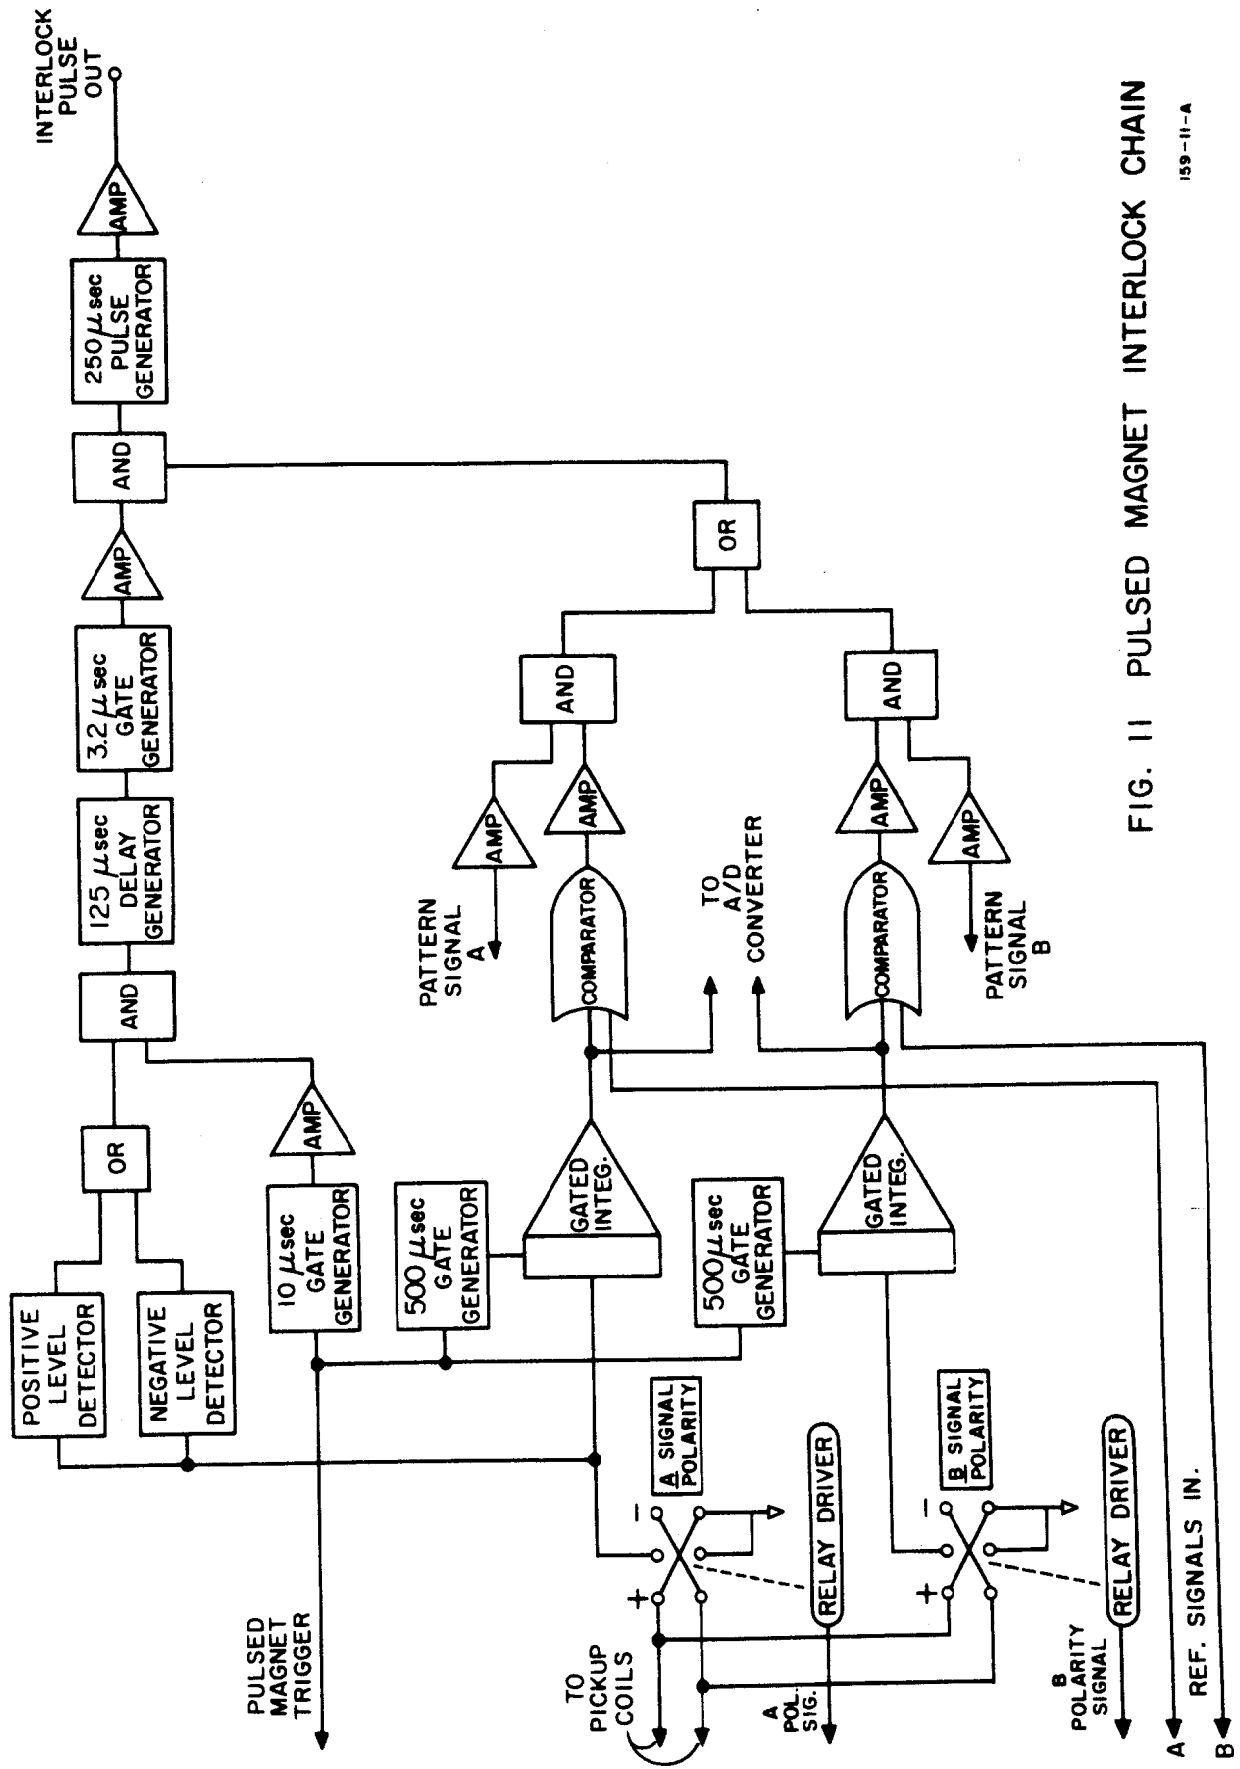 INTERLOCK
PULSE
OUT
AMP
250 μsec
PULSE
GENERATOR
AND
AMP
3.2 μsec
GATE
GENERATOR
125 μsec
DELAY
GENERATOR
AND
OR
POSITIVE
LEVEL
DETECTOR
NEGATIVE
LEVEL
DETECTOR
AMP
10 μsec
GATE
GENERATOR
PULSED
MAGNET
TRIGGER
500 μsec
GATE
GENERATOR
500 μsec
GATE
GENERATOR
OR
AND
AMP
AMP
PATTERN
SIGNAL
A
COMPARATOR
GATED
INTEG.
TO
A/D
CONVERTER
AND
AMP
AMP
PATTERN
SIGNAL
B
COMPARATOR
GATED
INTEG.
A SIGNAL
POLARITY
+
-
TO
PICKUP
COILS
RELAY DRIVER
A
POL.
SIG.
B SIGNAL
POLARITY
+
-
RELAY DRIVER
B
POLARITY
SIGNAL
REF. SIGNALS IN.
A
B
FIG. 11 PULSED MAGNET INTERLOCK CHAIN
159-11-A